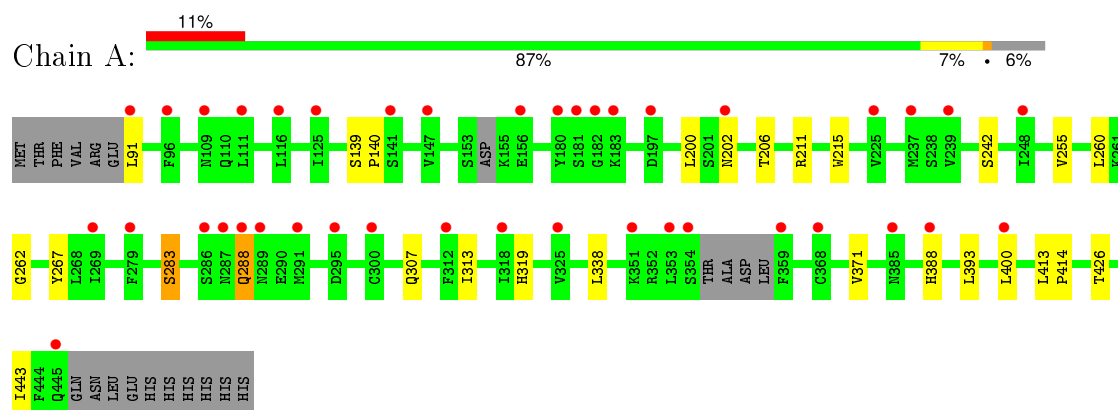 11%
Chain A:
87% 7% • 6%
MET THR PHE VAL ARG GLU L91 F96 N109 Q110 L111 L116 I125 S139 P140 S141 V147 S153 ASP K155 E156 Y180 S181 G182 K183 D197 L200 S201 N202 T206 R211 W215 V225 M237 S238 V239 S242 I248 V255 L260 K261
G262 Y267 L268 I269 F279 S283 S286 N287 Q288 N289 E290 M291 D295 C300 Q307 F312 I313 I318 H319 V325 L338 K351 R352 L353 S354 THR ALA ASP LEU F359 C368 V371 N385 H388 L393 L400 L413 P414 T426
I443 F444 Q445 GLN ASN LEU GLU HIS HIS HIS HIS HIS HIS